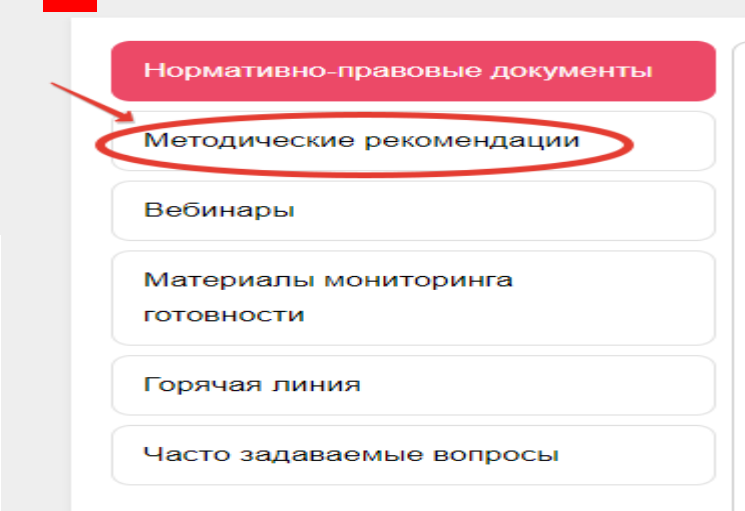 Нормативно-правовые документы
Методические рекомендации
Вебинары
Материалы мониторинга
готовности
Горячая линия
Часто задаваемые вопросы